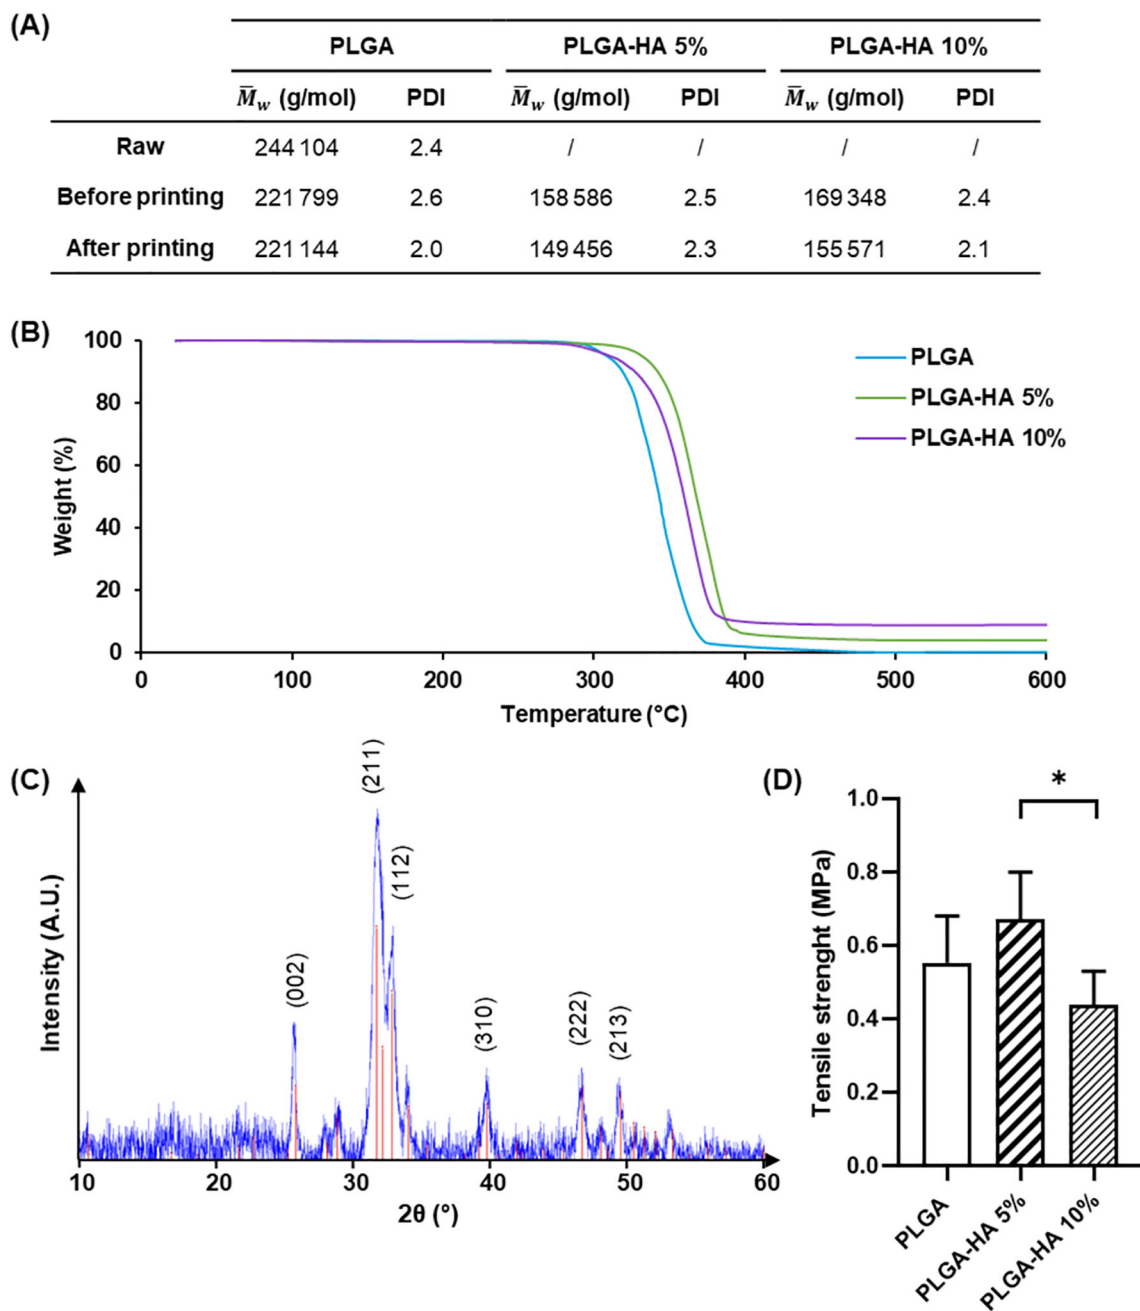 (A)
PLGA PLGA-HA 5% PLGA-HA 10%
M̅w (g/mol) PDI M̅w (g/mol) PDI M̅w (g/mol) PDI
Raw 244 104 2.4 / / / /
Before printing 221 799 2.6 158 586 2.5 169 348 2.4
After printing 221 144 2.0 149 456 2.3 155 571 2.1
(B)
100
80
60
40
20
0
Weight (%)
0 100 200 300 400 500 600
Temperature (°C)
PLGA
PLGA-HA 5%
PLGA-HA 10%
(C)
Intensity (A.U.)
(002)
(211)
(112)
(310)
(222)
(213)
10 20 30 40 50 60
2θ (°)
(D)
Tensile strenght (MPa)
1.0
0.8
0.6
0.4
0.2
0.0
*
PLGA
PLGA-HA 5%
PLGA-HA 10%